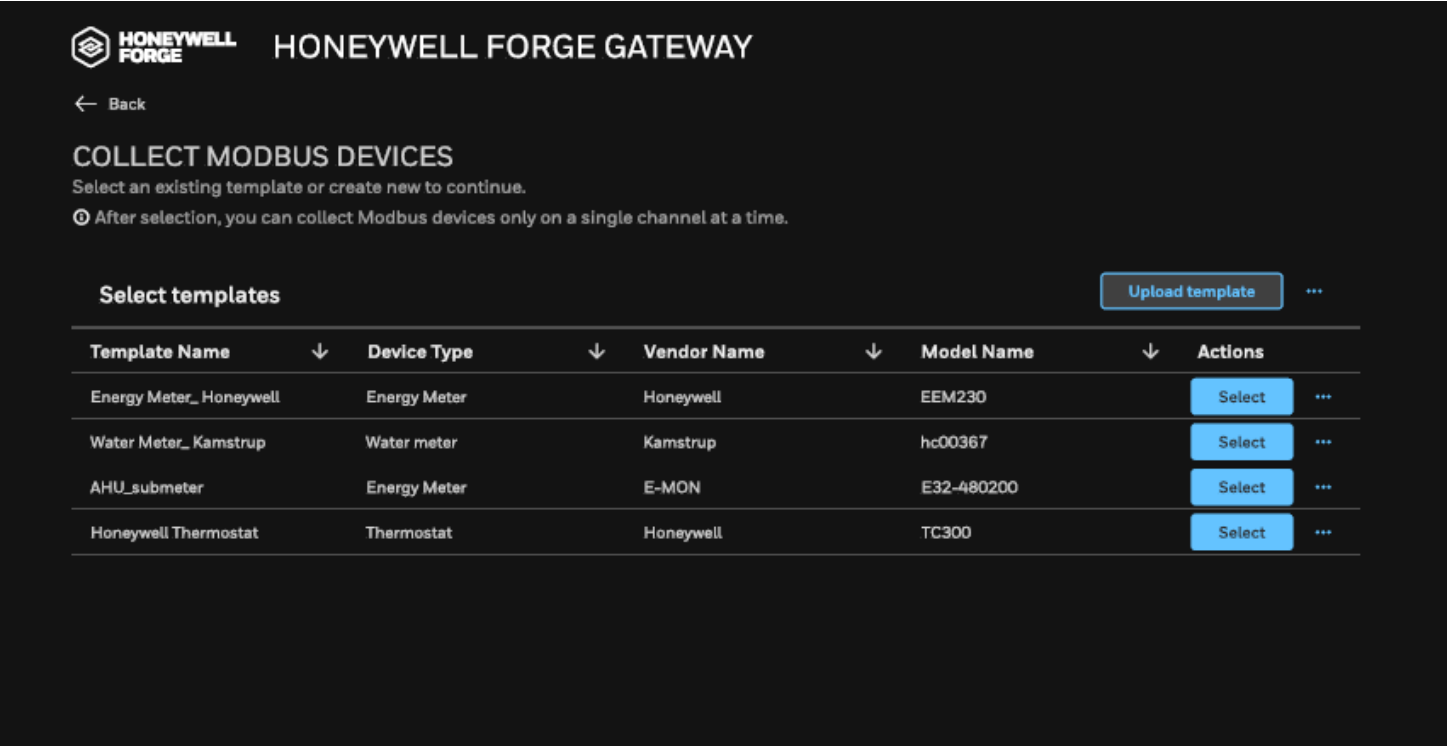 HONEYWELL
FORGE
HONEYWELL FORGE GATEWAY
Back
COLLECT MODBUS DEVICES
Select an existing template or create new to continue.
After selection, you can collect Modbus devices only on a single channel at a time.
Select templates Upload template
Template Name Device Type Vendor Name Model Name Actions
Energy Meter_ Honeywell Energy Meter Honeywell EEM230 Select
Water Meter_ Kamstrup Water meter Kamstrup hc00367 Select
AHU_submeter Energy Meter E-MON E32-480200 Select
Honeywell Thermostat Thermostat Honeywell TC300 Select